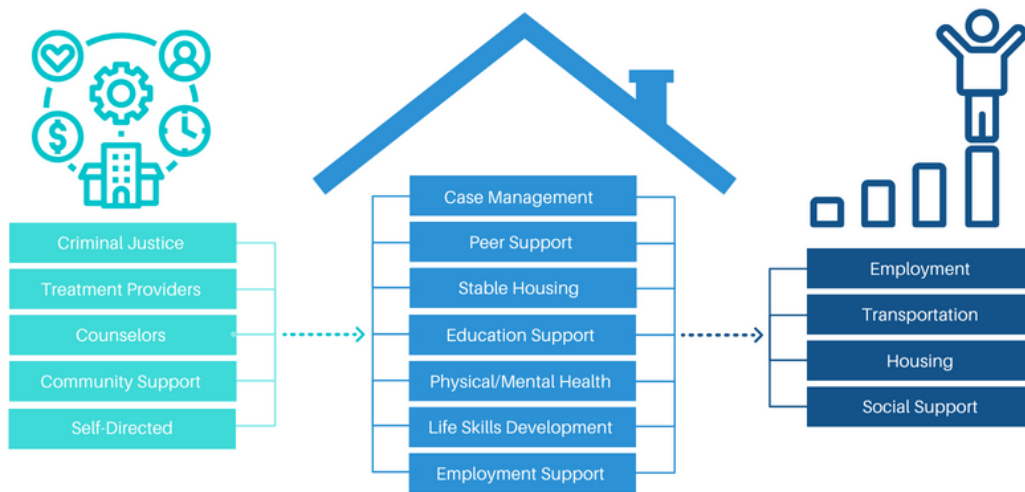 Criminal Justice
Treatment Providers
Counselors
Community Support
Self-Directed
Case Management
Peer Support
Stable Housing
Education Support
Physical/Mental Health
Life Skills Development
Employment Support
Employment
Transportation
Housing
Social Support